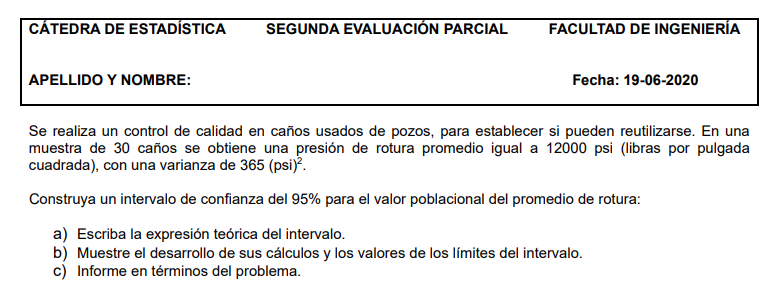 CÁTEDRA DE ESTADÍSTICA SEGUNDA EVALUACIÓN PARCIAL FACULTAD DE INGENIERÍA
APELLIDO Y NOMBRE: Fecha: 19-06-2020
Se realiza un control de calidad en caños usados de pozos, para establecer si pueden reutilizarse. En una
muestra de 30 caños se obtiene una presión de rotura promedio igual a 12000 psi (libras por pulgada
cuadrada), con una varianza de 365 (psi)².
Construya un intervalo de confianza del 95% para el valor poblacional del promedio de rotura:
a) Escriba la expresión teórica del intervalo.
b) Muestre el desarrollo de sus cálculos y los valores de los límites del intervalo.
c) Informe en términos del problema.